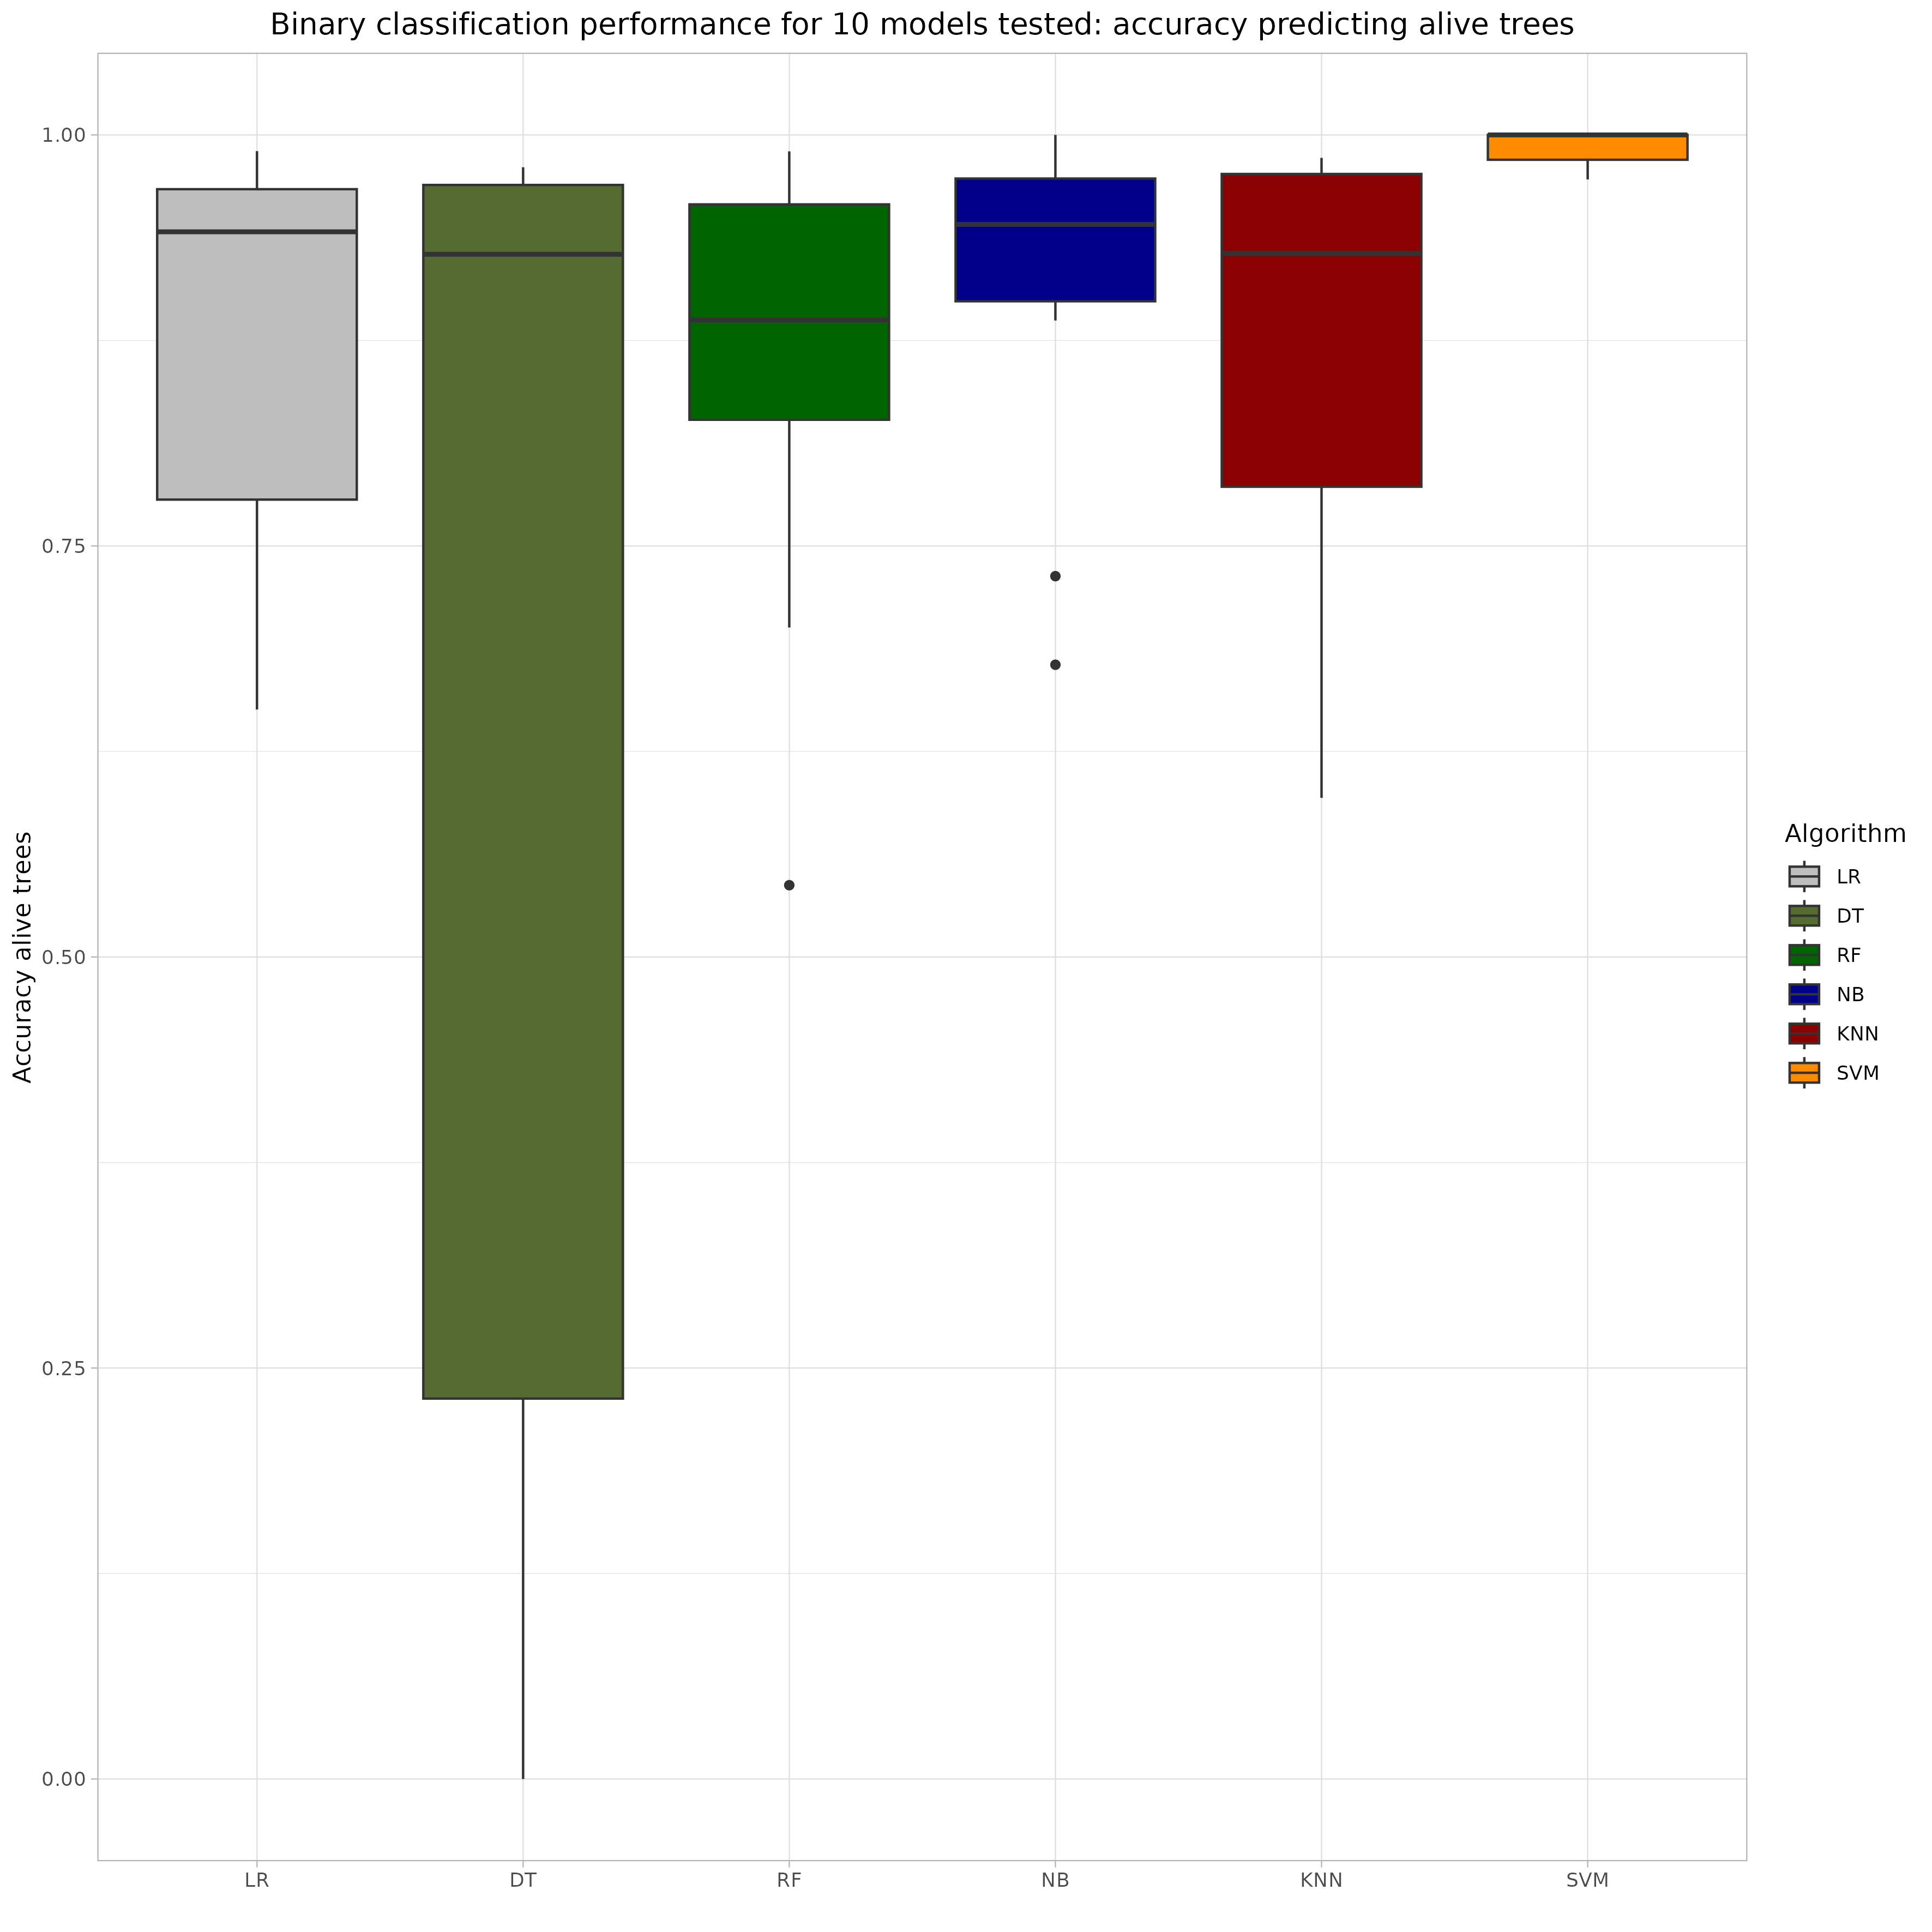 Binary classification performance for 10 models tested: accuracy predicting alive trees
Accuracy alive trees
1.00
0.75
0.50
0.25
0.00
LR DT RF NB KNN SVM
Algorithm
LR
DT
RF
NB
KNN
SVM